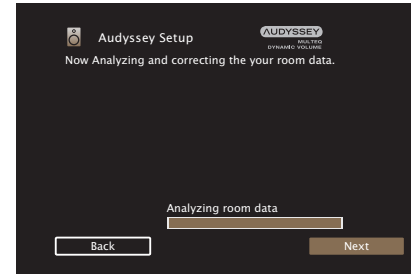 Audyssey Setup
AUDYSSEY
MULTEQ
DYNAMIC VOLUME
Now Analyzing and correcting the your room data.
Analyzing room data
Back
Next